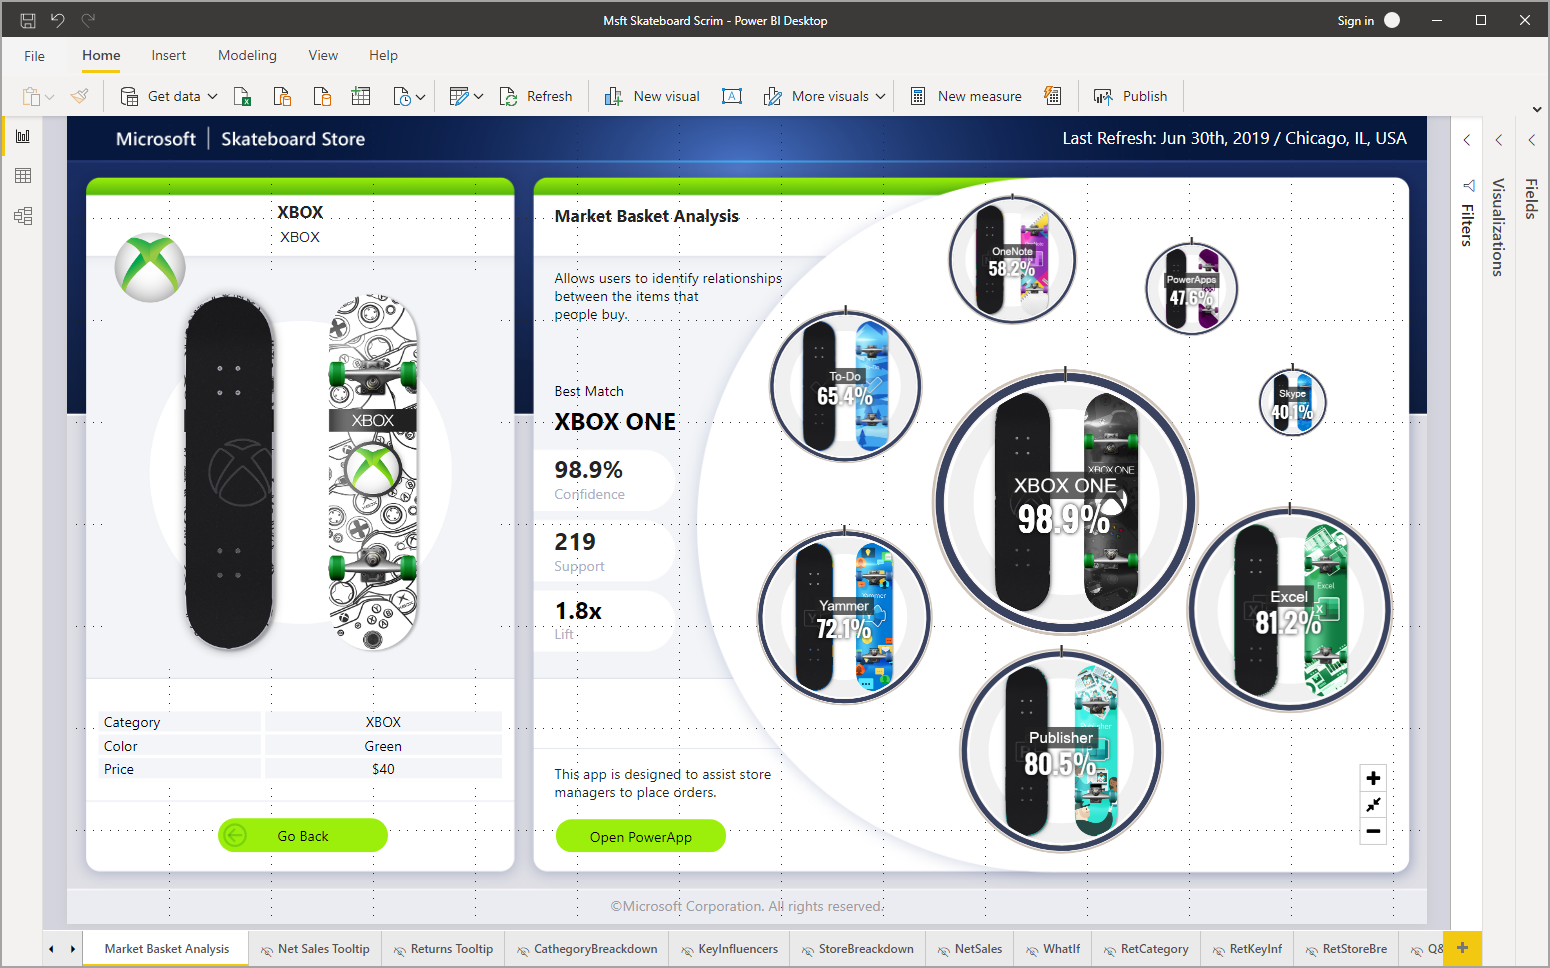 Msft Skateboard Scrim - Power BI Desktop
Sign in
File
Home
Insert
Modeling
View
Help
Get data
Refresh
New visual
A
More visuals
New measure
Publish
Microsoft | Skateboard Store
Last Refresh: Jun 30th, 2019 / Chicago, IL, USA
Filters
Visualizations
Fields
XBOX
XBOX
XBOX
Category
XBOX
Color
Green
Price
$40
Go Back
Market Basket Analysis
Allows users to identify relationships
between the items that
people buy.
Best Match
XBOX ONE
98.9%
Confidence
219
Support
1.8x
Lift
This app is designed to assist store
managers to place orders.
Open PowerApp
OneNote
58.2%
PowerApps
47.6%
To-Do
65.4%
Skype
40.1%
XBOX ONE
XBOX ONE
98.9%
Yammer
72.1%
Excel
Excel
81.2%
Publisher
80.5%
©Microsoft Corporation. All rights reserved.
Market Basket Analysis
Net Sales Tooltip
Returns Tooltip
CathegoryBreackdown
KeyInfluencers
StoreBreackdown
NetSales
WhatIf
RetCategory
RetKeyInf
RetStoreBre
Q&